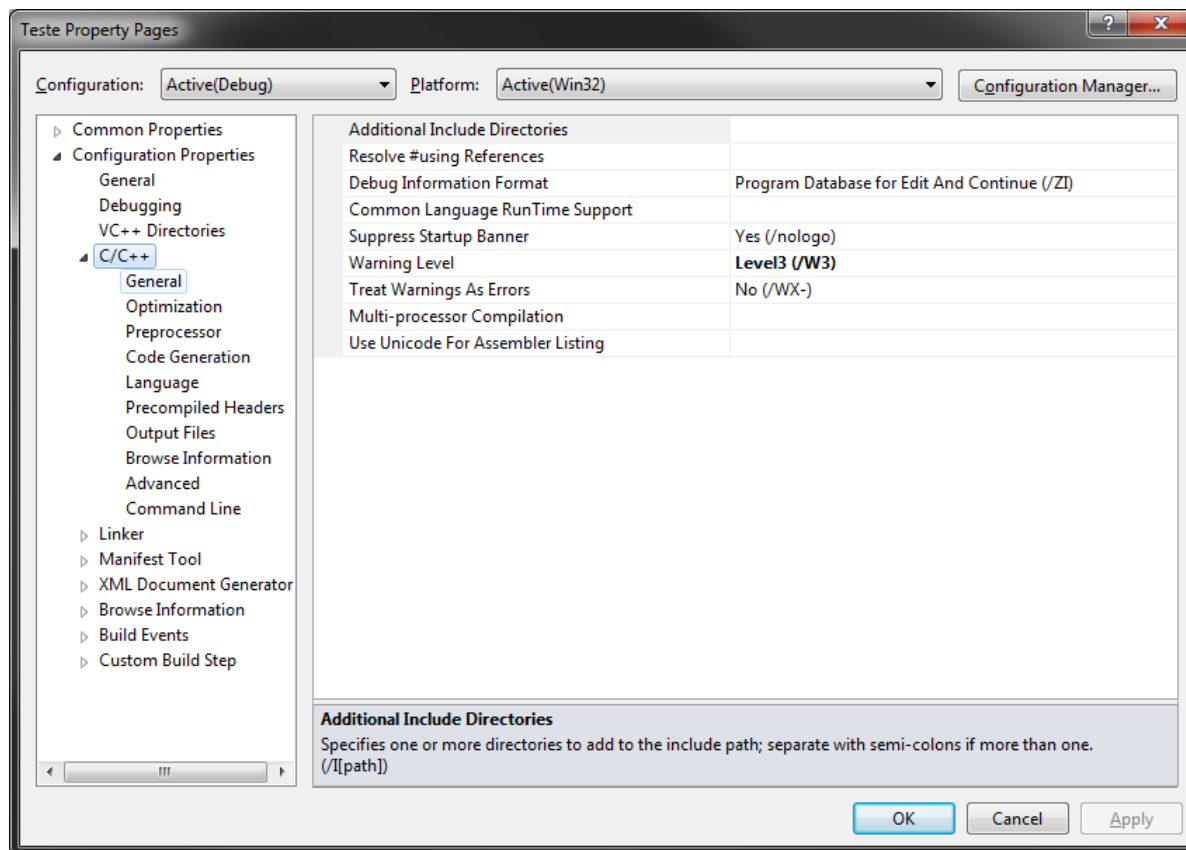 Teste Property Pages
Configuration: Active(Debug) Platform: Active(Win32) Configuration Manager...
Common Properties
Configuration Properties
General
Debugging
VC++ Directories
C/C++
General
Optimization
Preprocessor
Code Generation
Language
Precompiled Headers
Output Files
Browse Information
Advanced
Command Line
Linker
Manifest Tool
XML Document Generator
Browse Information
Build Events
Custom Build Step
Additional Include Directories
Resolve #using References
Debug Information Format Program Database for Edit And Continue (/ZI)
Common Language RunTime Support
Suppress Startup Banner Yes (/nologo)
Warning Level Level3 (/W3)
Treat Warnings As Errors No (/WX-)
Multi-processor Compilation
Use Unicode For Assembler Listing
Additional Include Directories
Specifies one or more directories to add to the include path; separate with semi-colons if more than one.
(/I[path])
OK Cancel Apply